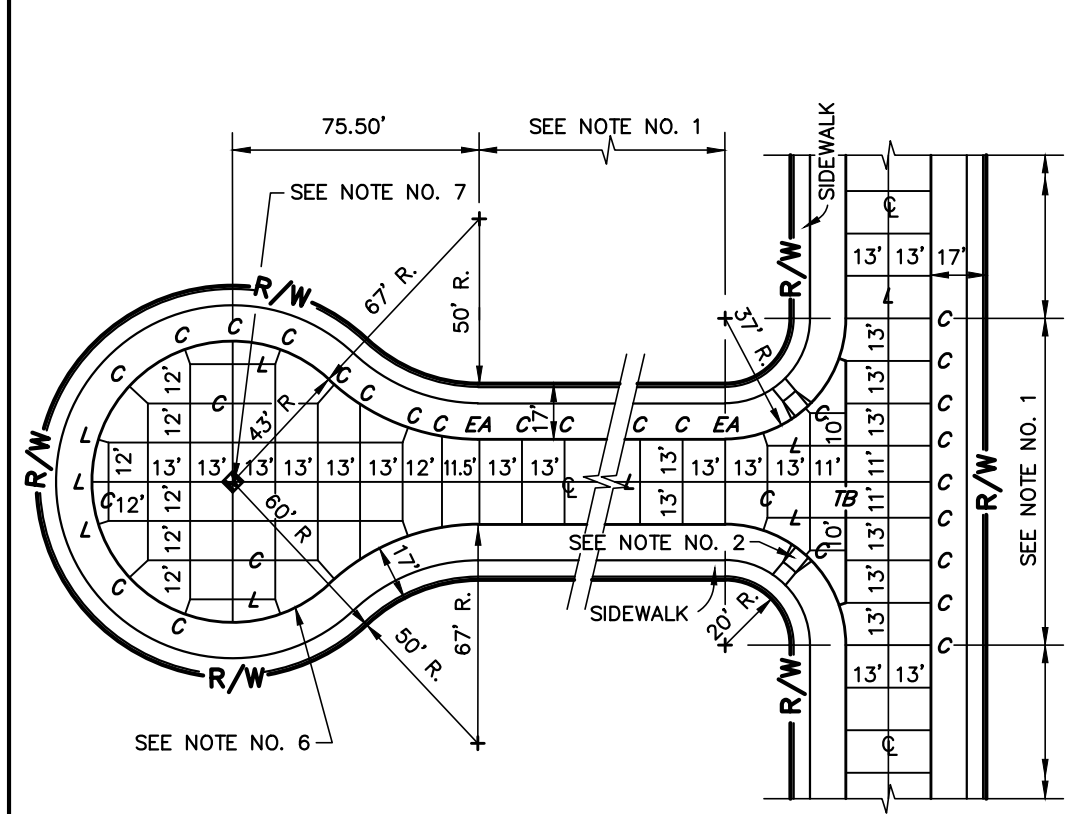 75.50'
SEE NOTE NO. 1
SIDEWALK
SEE NOTE NO. 7
R/W
67' R.
50' R.
R/W
℄
13' 13' 17'
L
37' R.
C
C C C
L
13'
C
C
12'
C
13'
C
12'
C
C
C
43' R
C C EA C C 17' C C EA
C
10'
13'
C
R/W
L
L
12' 13' 13' 13' 13' 13' 13' 12' 11.5' 13' 13' 13' 13' 13' 13' 11' 11'
L
℄
L
C
R/W
SEE NOTE NO. 1
C 12'
12'
60' R
13'
C
L
TB
11'
C
L
12'
C
17'
SEE NOTE NO. 2
10'
C
13'
C
C
12'
L
SIDEWALK
13'
C
C
67' R.
20' R.
13'
C
R/W
50' R.
R/W
13' 13'
SEE NOTE NO. 6
℄